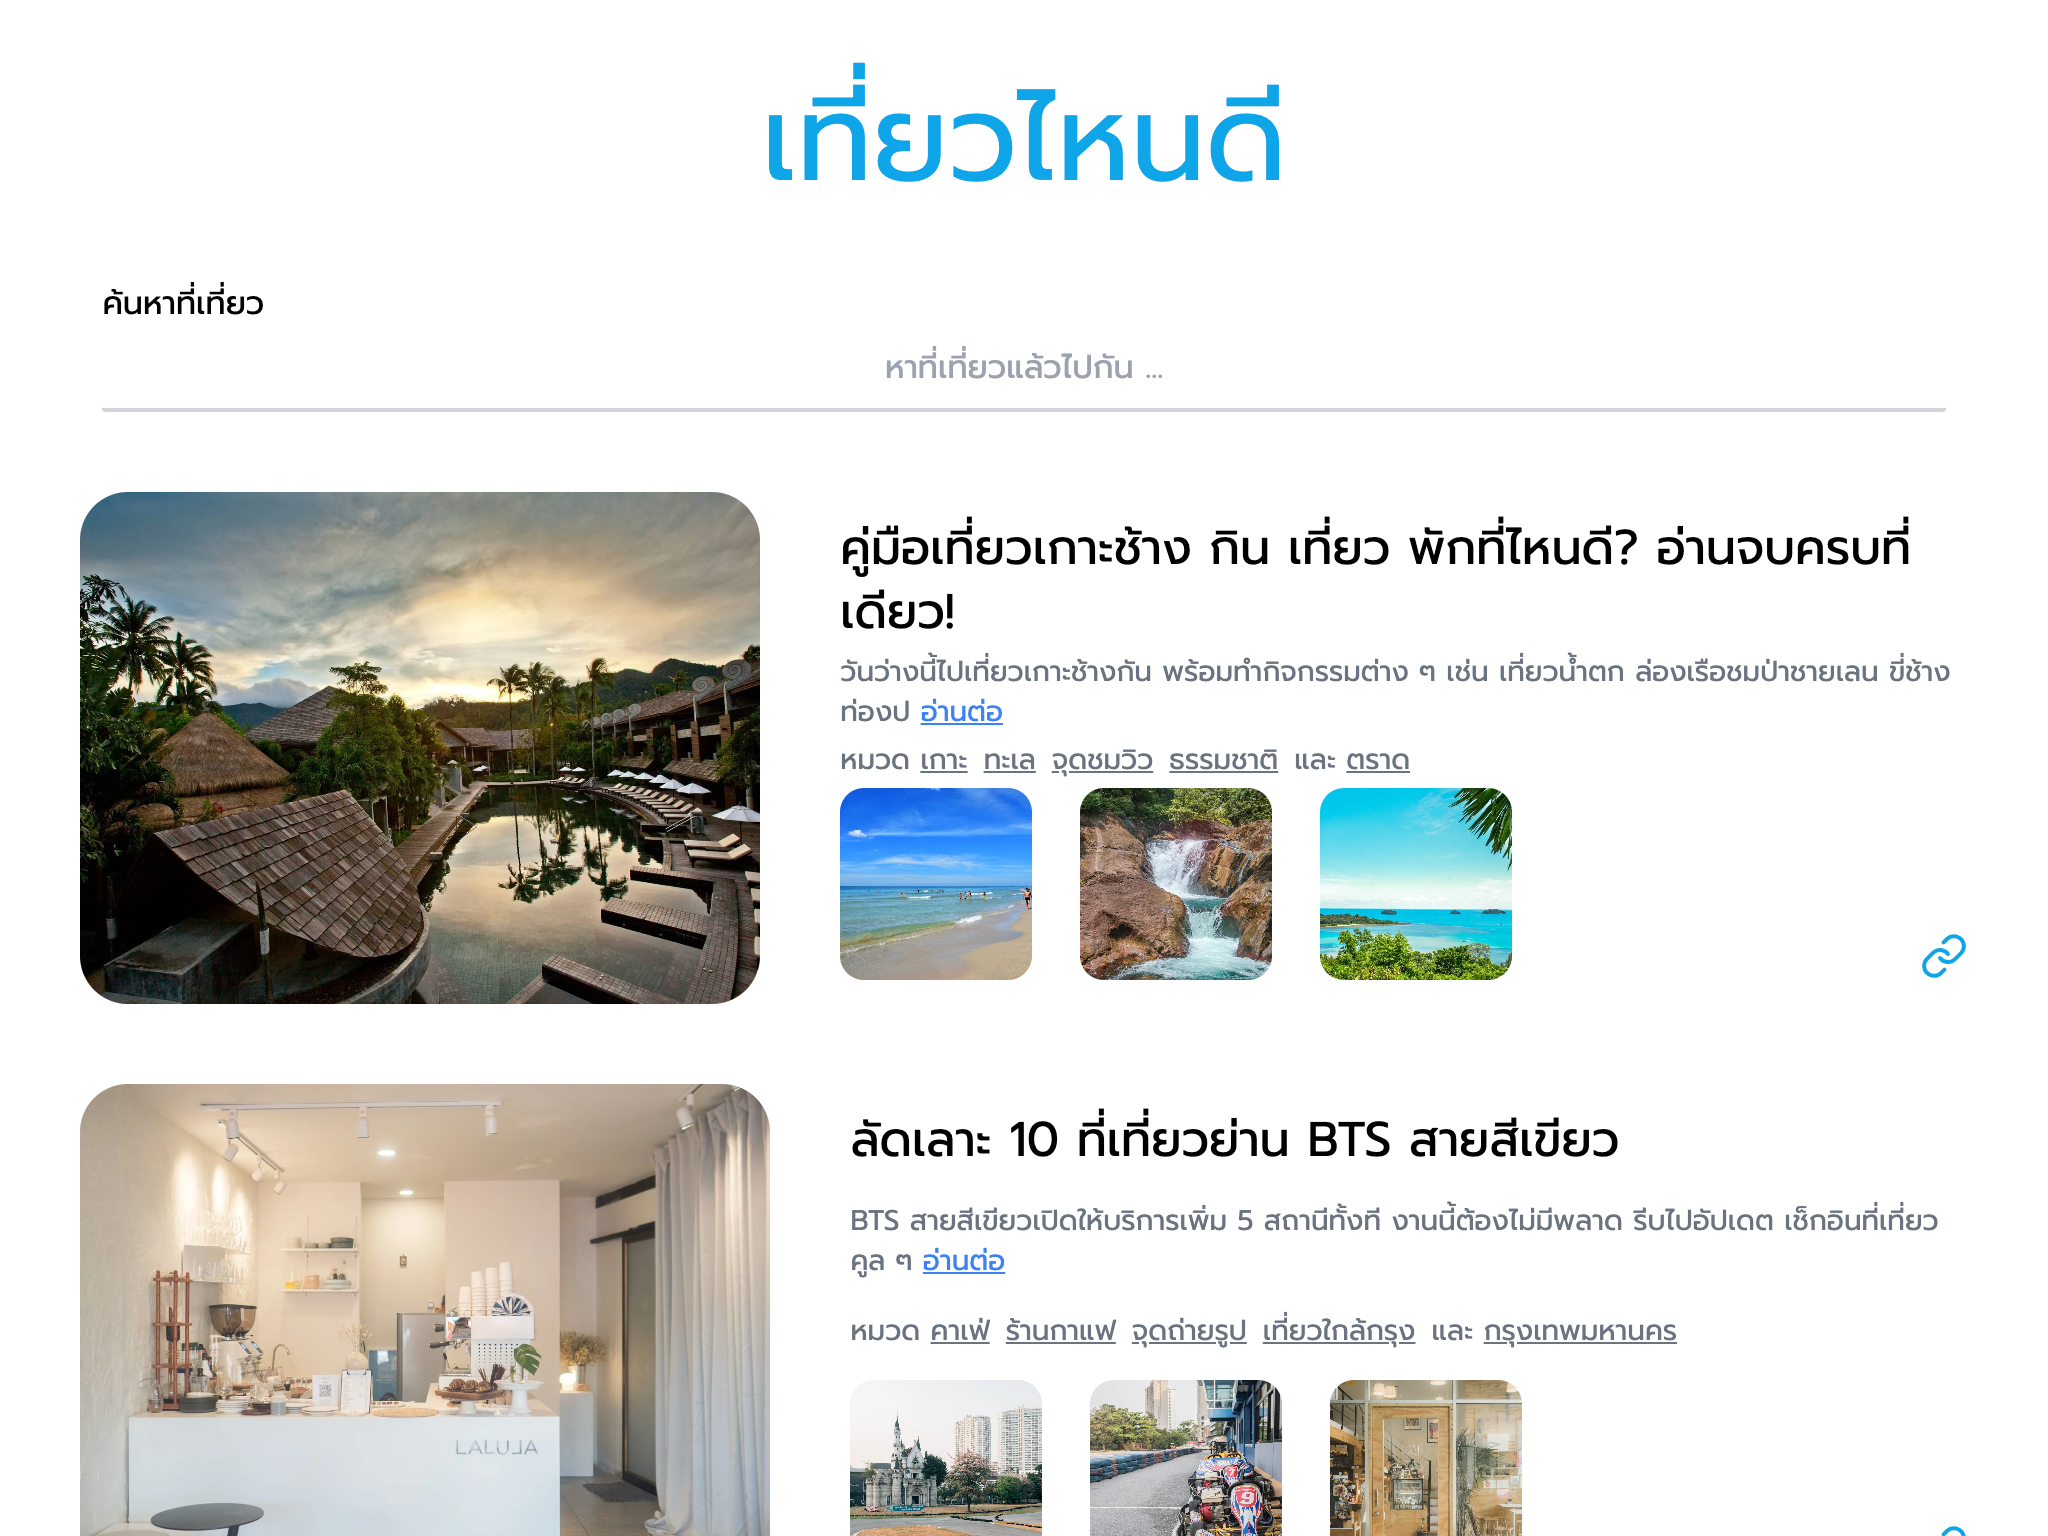 เที่ยวไหนดี
ค้นหาที่เที่ยว
หาที่เที่ยวแล้วไปกัน ...
คู่มือเที่ยวเกาะช้าง กิน เที่ยว พักที่ไหนดี? อ่านจบครบที่
เดียว!
วันว่างนี้ไปเที่ยวเกาะช้างกัน พร้อมทำกิจกรรมต่าง ๆ เช่น เที่ยวน้ำตก ล่องเรือชมป่าชายเลน ขี่ช้าง
ท่องป อ่านต่อ
หมวด เกาะ ทะเล จุดชมวิว ธรรมชาติ และ ตราด
ลัดเลาะ 10 ที่เที่ยวย่าน BTS สายสีเขียว
BTS สายสีเขียวเปิดให้บริการเพิ่ม 5 สถานีทั้งที งานนี้ต้องไม่มีพลาด รีบไปอัปเดต เช็กอินที่เที่ยว
คูล ๆ อ่านต่อ
หมวด คาเฟ่ ร้านกาแฟ จุดถ่ายรูป เที่ยวใกล้กรุง และ กรุงเทพมหานคร
LALULA
9